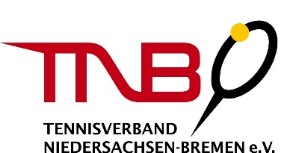 TNB
TENNISVERBAND
NIEDERSACHSEN-BREMEN e.V.